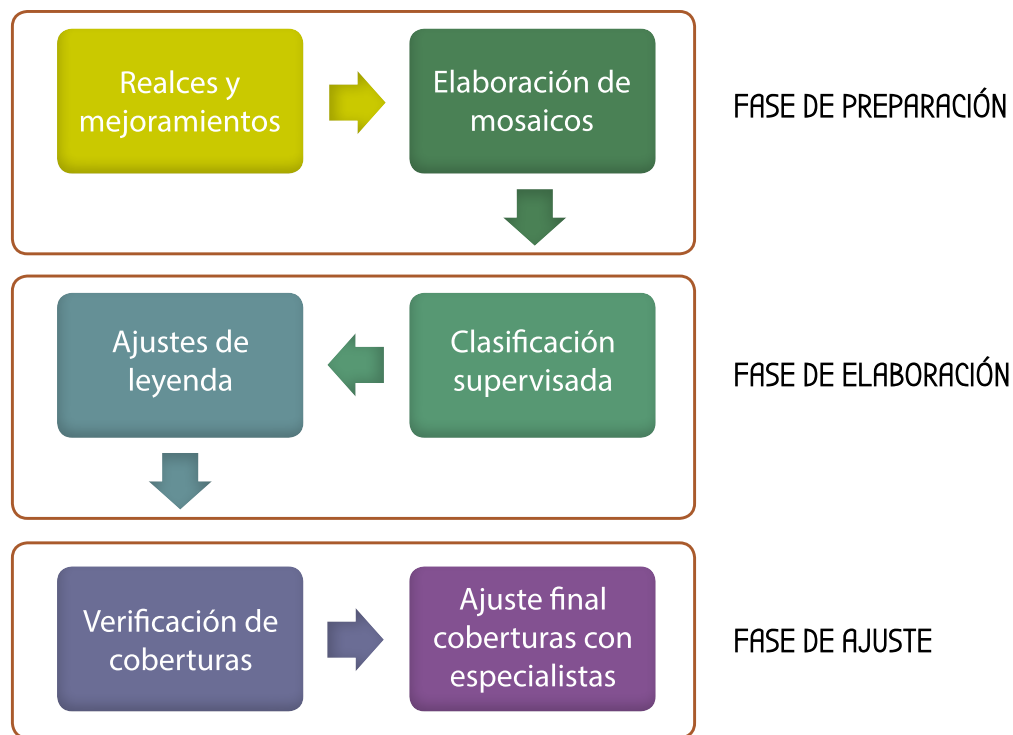 Realces y
mejoramientos
Elaboración de
mosaicos
FASE DE PREPARACIÓN
Ajustes de
leyenda
Clasificación
supervisada
FASE DE ELABORACIÓN
Verificación de
coberturas
Ajuste final
coberturas con
especialistas
FASE DE AJUSTE